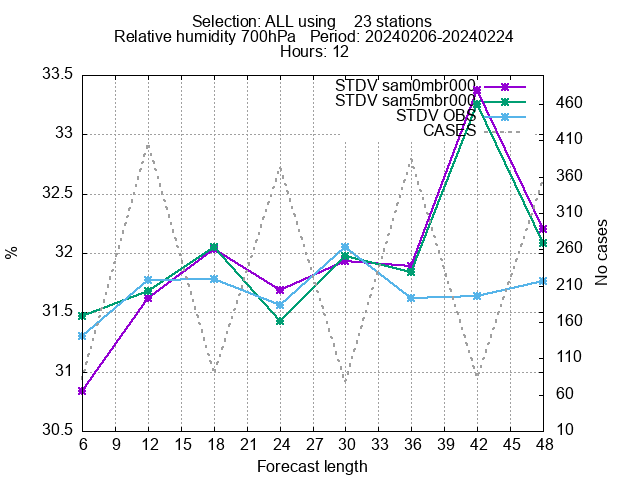 Selection: ALL using    23 stations
Relative humidity 700hPa   Period: 20240206-20240224
Hours: 12
33.5
33
32.5
32
31.5
31
30.5
%
STDV sam0mbr000
STDV sam5mbr000
STDV OBS
CASES
460
410
360
310
260
210
160
110
60
10
No cases
6 9 12 15 18 21 24 27 30 33 36 39 42 45 48
Forecast length